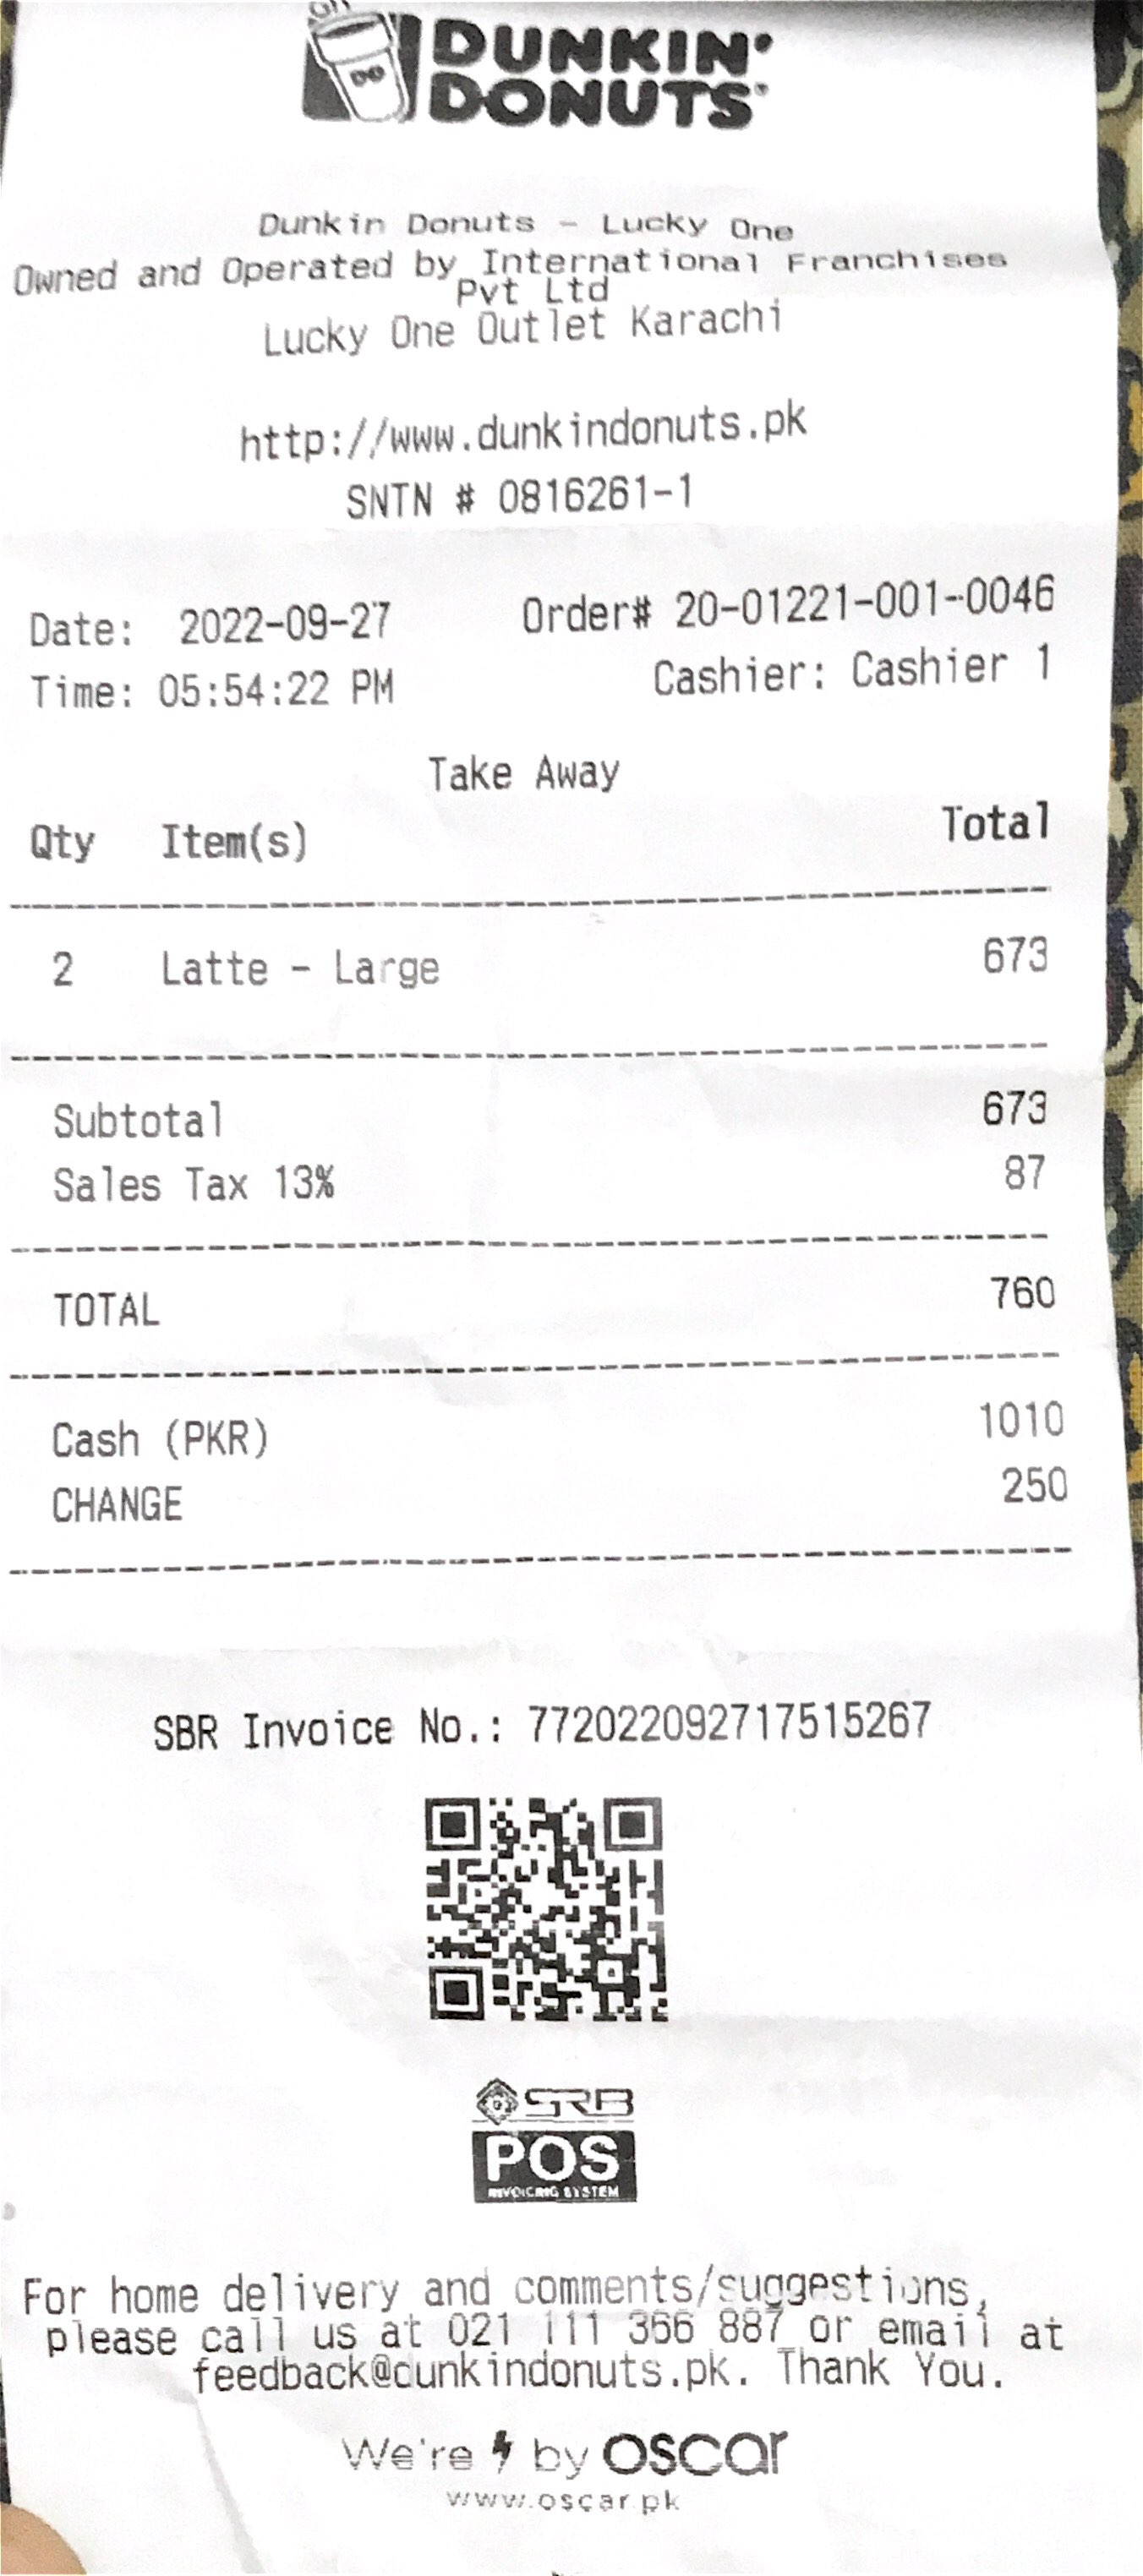 DUNKIN'
DONUTS
Dunkin Donuts - Lucky One
Owned and Operated by International Franchises
Pvt Ltd
Lucky One Outlet Karachi
http://www.dunkindonuts.pk
SNTN # 0816261-1
Date: 2022-09-27 Order# 20-01221-001-0046
Time: 05:54:22 PM Cashier: Cashier 1
Take Away
Qty Item(s) Total
2 Latte - Large 673
Subtotal 673
Sales Tax 13% 87
TOTAL 760
Cash (PKR) 1010
CHANGE 250
SBR Invoice No.: 772022092717515267
SRB
POS
INVOICING SYSTEM
For home delivery and comments/suggestions,
please call us at 021 111 366 887 or email at
feedback@dunkindonuts.pk. Thank You.
We're by oscar
www.oscar.pk